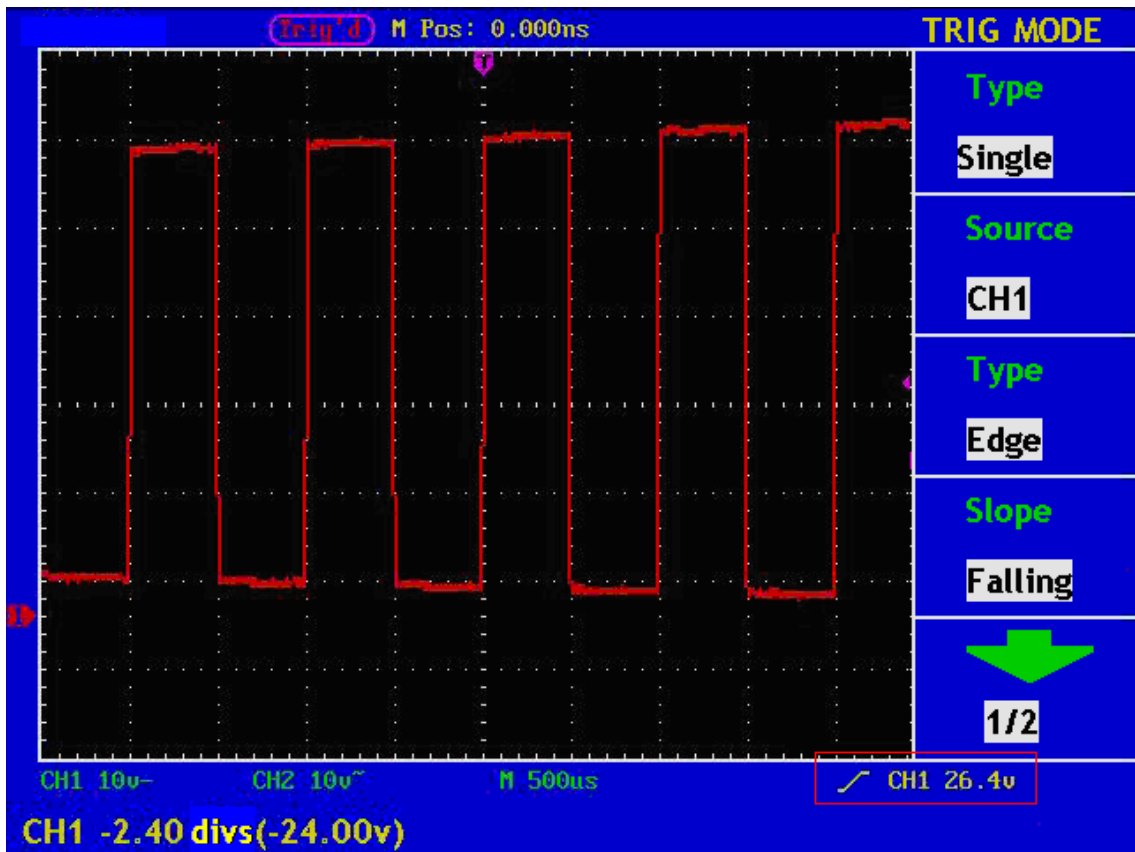 Trig'd M Pos: 0.000ns
TRIG MODE
T
Type
Single
Source
CH1
Type
Edge
Slope
Falling
1/2
1
CH1 10v- CH2 10v~ M 500us CH1 26.4v
CH1 -2.40 divs(-24.00v)